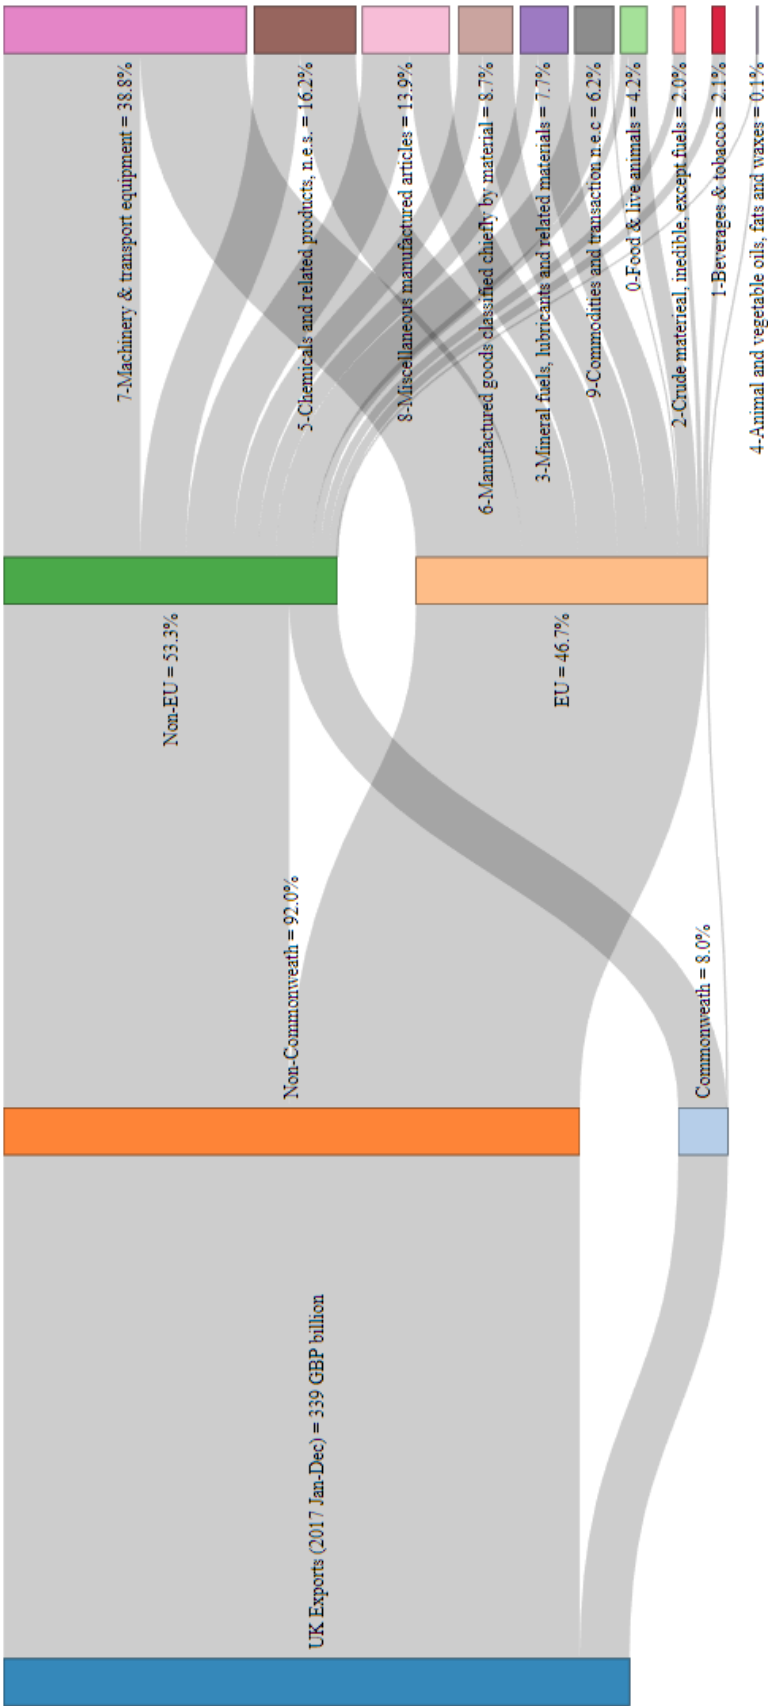 UK Exports (2017 Jan-Dec) = 339 GBP billion
Non-Commonweath = 92.0%
Commonweath = 8.0%
Non-EU = 53.3%
EU = 46.7%
7-Machinery & transport equipment = 38.8%
5-Chemicals and related products, n.e.s. = 16.2%
8-Miscellaneous manufactured articles = 13.9%
6-Manufactured goods classified chiefly by material = 8.7%
3-Mineral fuels, lubricants and related materials = 7.7%
9-Commodities and transaction n.e.c = 6.2%
0-Food & live animals = 4.2%
2-Crude materieal, inedible, except fuels = 2.0%
1-Beverages & tobacco = 2.1%
4-Animal and vegetable oils, fats and waxes = 0.1%